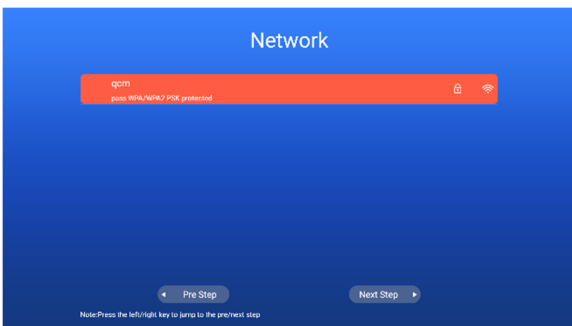 Network
qcm
pass WPA/WPA2 PSK protected
Pre Step
Next Step
Note:Press the left/right key to jump to the pre/next step